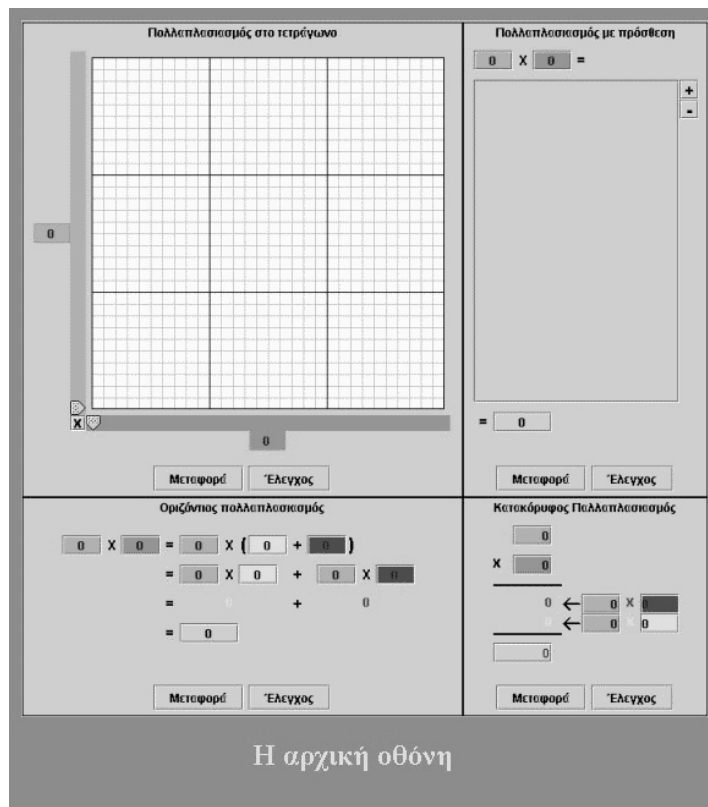 Πολλαπλασιασμός στο τετράγωνο
0
X
0
Μεταφορά Έλεγχος
Πολλαπλασιασμός με πρόσθεση
0 X 0 =
+
-
= 0
Μεταφορά Έλεγχος
Οριζόντιος πολλαπλασιασμός
0 X 0 = 0 X ( 0 + 0 )
= 0 X 0 + 0 X 0
= 0 + 0
= 0
Μεταφορά Έλεγχος
Κατακόρυφος Παλλαπλασιασμός
0
X 0
0 ← 0 X 0
0 ← 0 X 0
0
Μεταφορά Έλεγχος
Η αρχική οθόνη